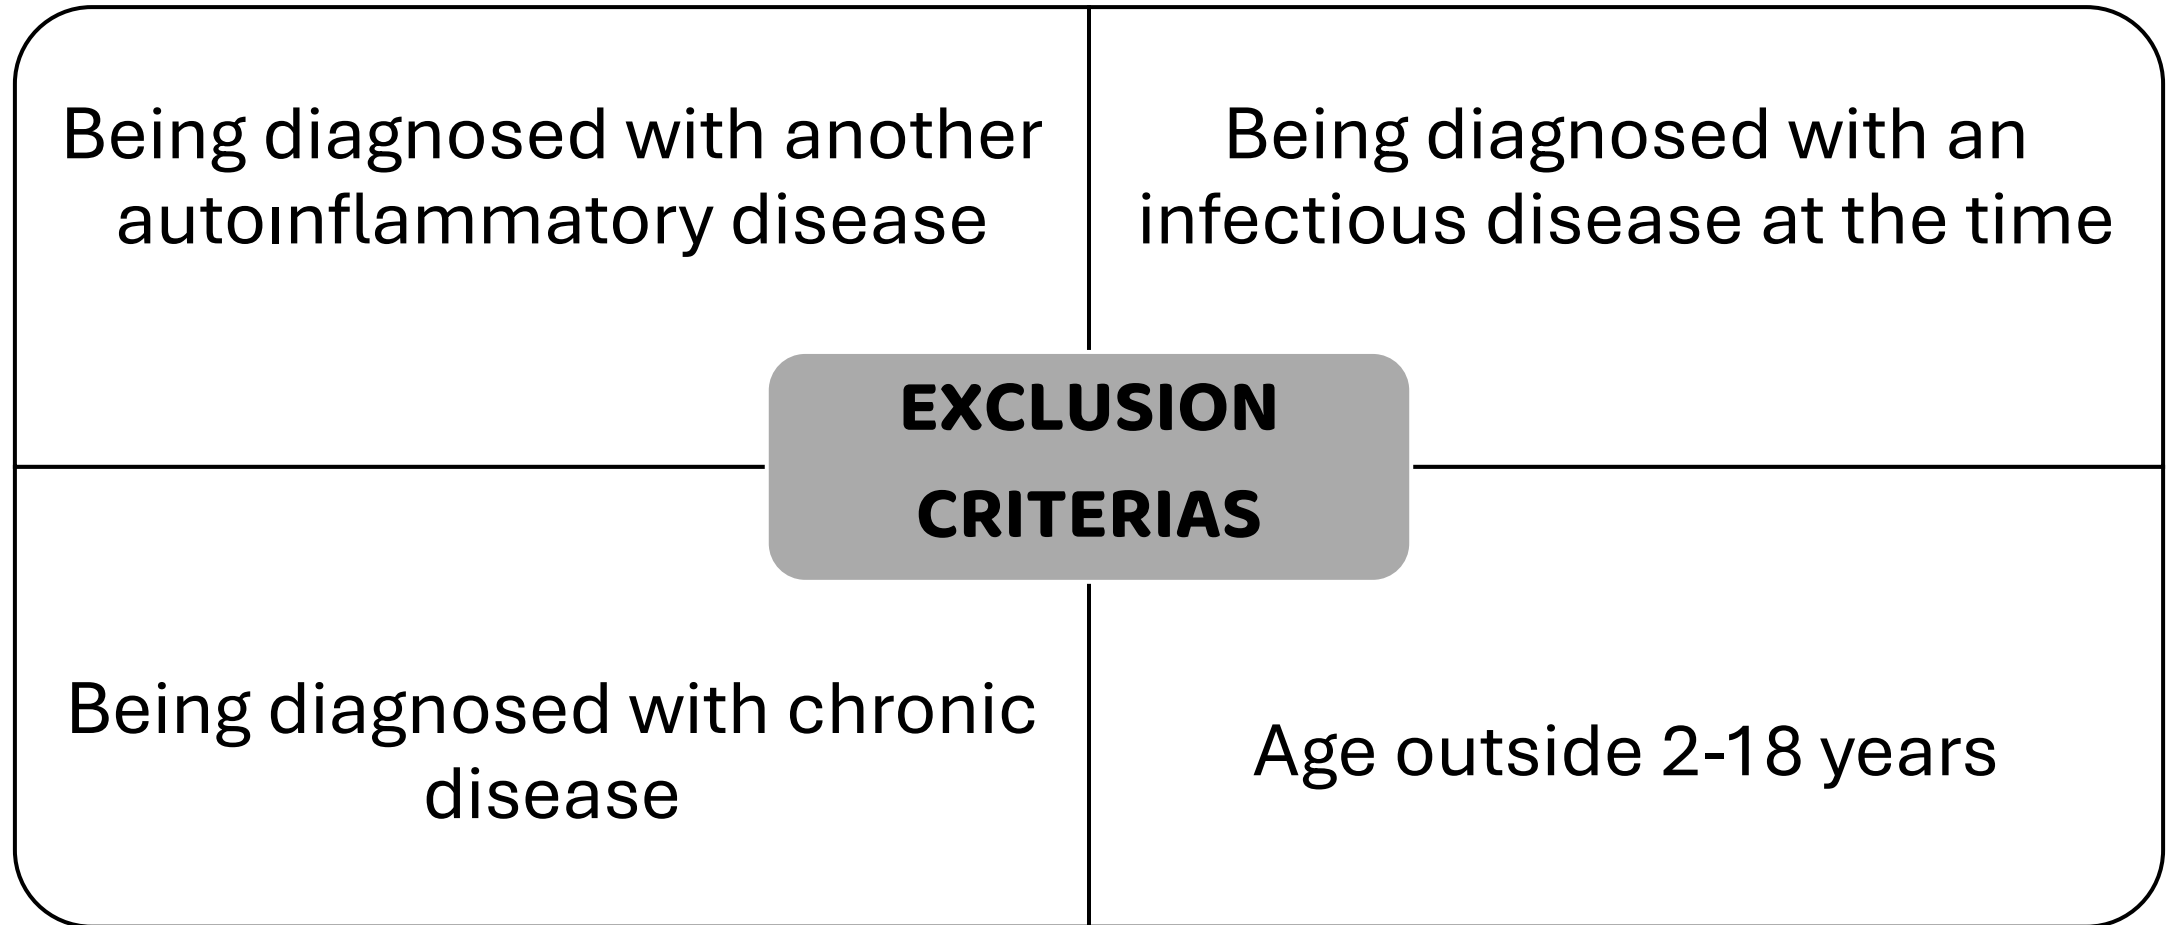 Being diagnosed with another
autoınflammatory disease
Being diagnosed with an
infectious disease at the time
EXCLUSION
CRITERIAS
Being diagnosed with chronic
disease
Age outside 2-18 years